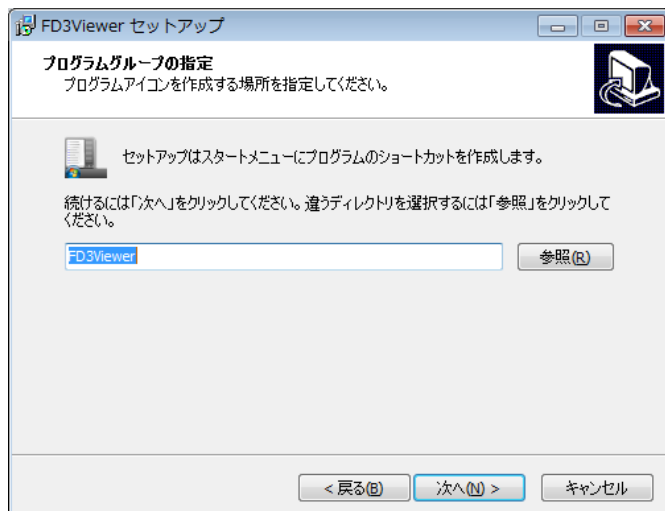 FD3Viewer セットアップ
プログラムグループの指定
プログラムアイコンを作成する場所を指定してください。
セットアップはスタートメニューにプログラムのショートカットを作成します。
続けるには「次へ」をクリックしてください。違うディレクトリを選択するには「参照」をクリックして
ください。
FD3Viewer
参照(R)
< 戻る(B)
次へ(N) >
キャンセル